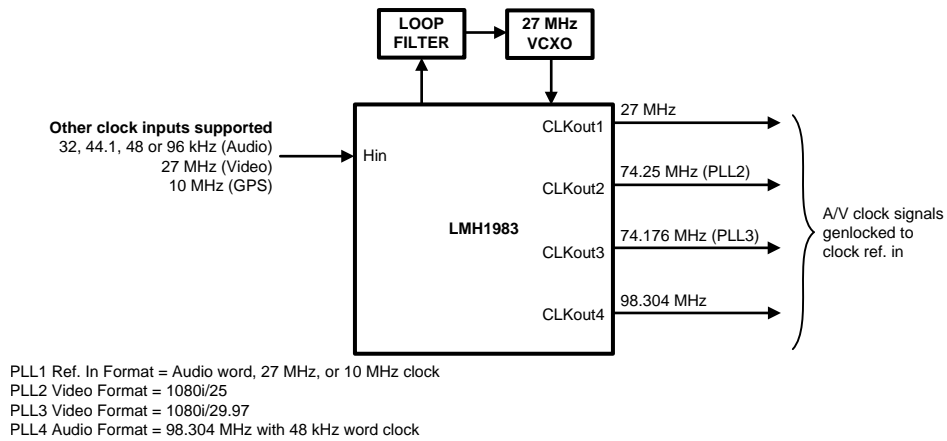 LOOP
FILTER
27 MHz
VCXO
Other clock inputs supported
32, 44.1, 48 or 96 kHz (Audio)
27 MHz (Video)
10 MHz (GPS)
Hin
LMH1983
CLKout1
27 MHz
CLKout2
74.25 MHz (PLL2)
CLKout3
74.176 MHz (PLL3)
CLKout4
98.304 MHz
A/V clock signals
genlocked to
clock ref. in
PLL1 Ref. In Format = Audio word, 27 MHz, or 10 MHz clock
PLL2 Video Format = 1080i/25
PLL3 Video Format = 1080i/29.97
PLL4 Audio Format = 98.304 MHz with 48 kHz word clock